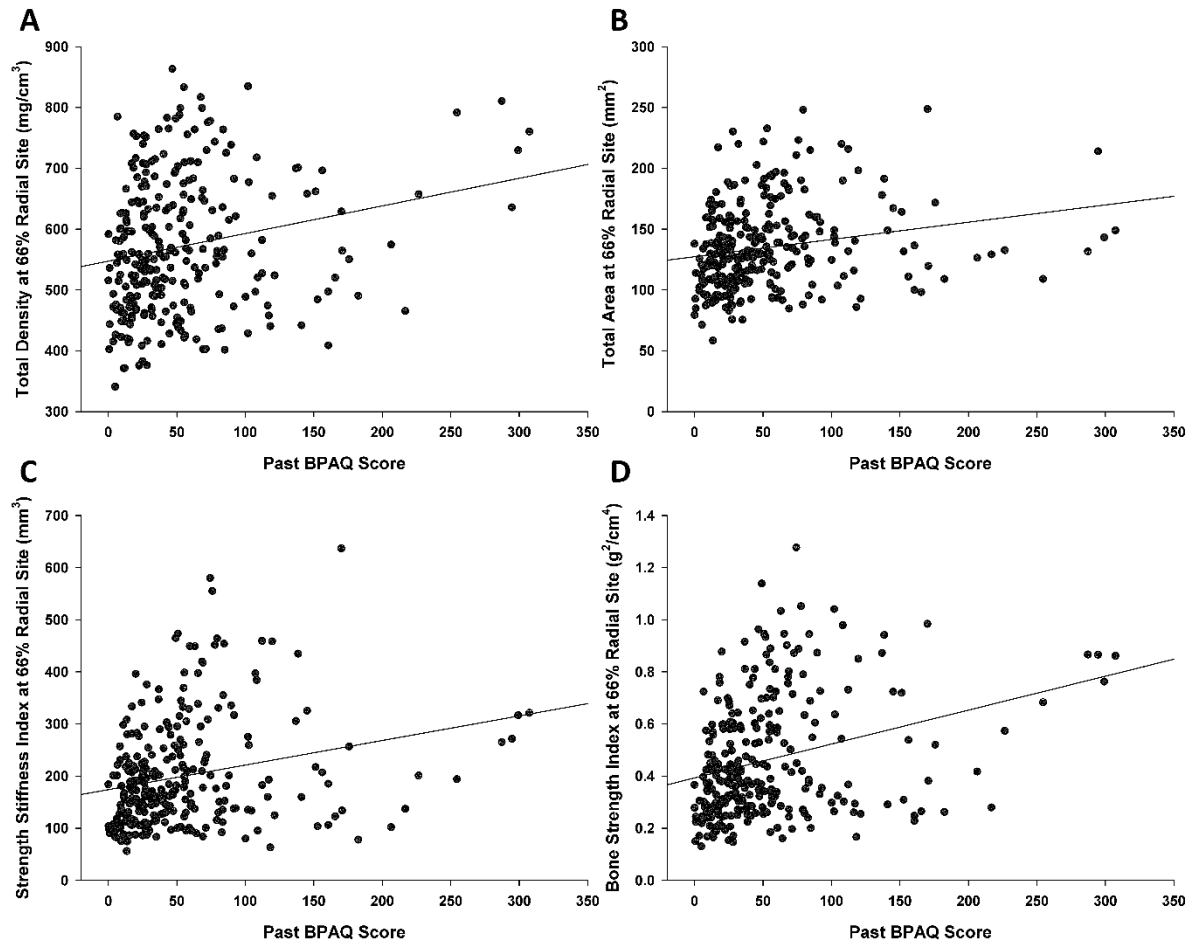 A
Total Density at 66% Radial Site (mg/cm³)
900
800
700
600
500
400
300
0 50 100 150 200 250 300 350
Past BPAQ Score
B
Total Area at 66% Radial Site (mm²)
300
250
200
150
100
50
0
0 50 100 150 200 250 300 350
Past BPAQ Score
C
Strength Stiffness Index at 66% Radial Site (mm³)
700
600
500
400
300
200
100
0
0 50 100 150 200 250 300 350
Past BPAQ Score
D
Bone Strength Index at 66% Radial Site (g²/cm⁴)
1.4
1.2
1.0
0.8
0.6
0.4
0.2
0.0
0 50 100 150 200 250 300 350
Past BPAQ Score